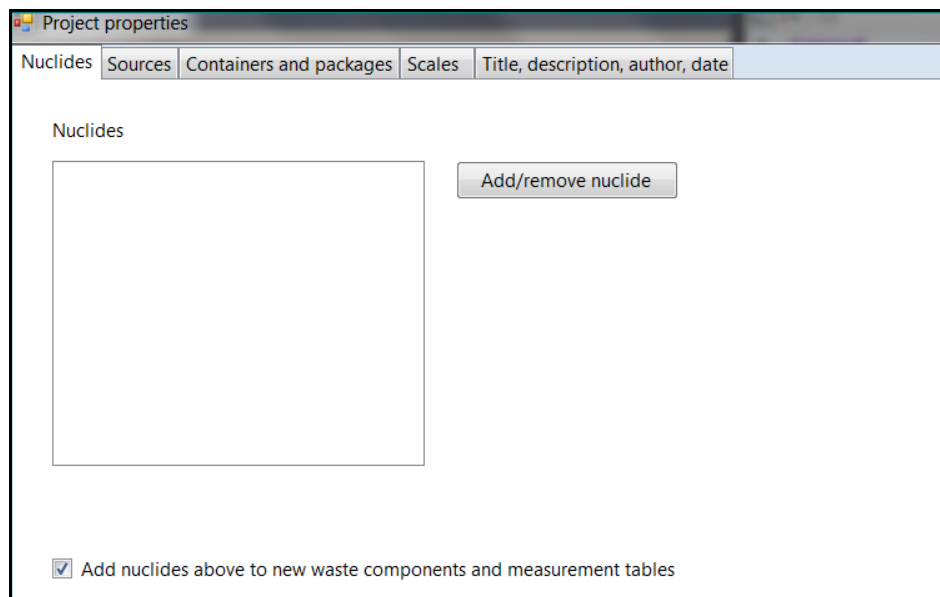 Project properties
Nuclides Sources Containers and packages Scales Title, description, author, date
Nuclides
Add/remove nuclide
Add nuclides above to new waste components and measurement tables